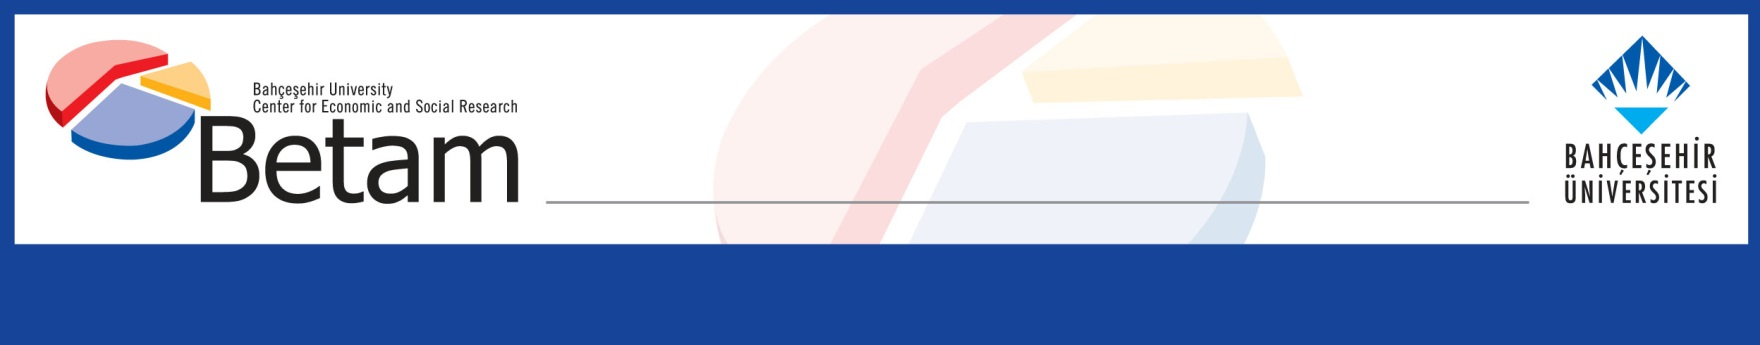 Bahçeşehir University
Center for Economic and Social Research
Betam
BAHÇEŞEHİR
ÜNİVERSİTESİ